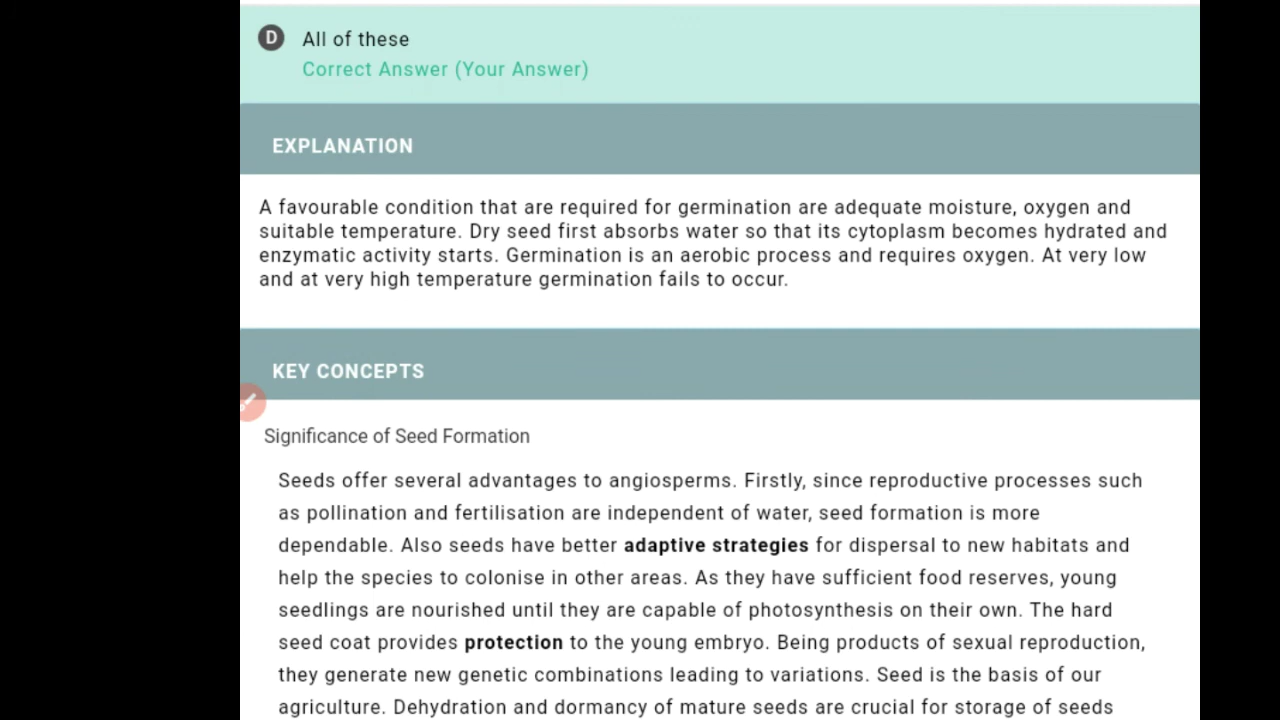 D All of these
Correct Answer (Your Answer)
EXPLANATION
A favourable condition that are required for germination are adequate moisture, oxygen and
suitable temperature. Dry seed first absorbs water so that its cytoplasm becomes hydrated and
enzymatic activity starts. Germination is an aerobic process and requires oxygen. At very low
and at very high temperature germination fails to occur.
KEY CONCEPTS
Significance of Seed Formation
Seeds offer several advantages to angiosperms. Firstly, since reproductive processes such
as pollination and fertilisation are independent of water, seed formation is more
dependable. Also seeds have better adaptive strategies for dispersal to new habitats and
help the species to colonise in other areas. As they have sufficient food reserves, young
seedlings are nourished until they are capable of photosynthesis on their own. The hard
seed coat provides protection to the young embryo. Being products of sexual reproduction,
they generate new genetic combinations leading to variations. Seed is the basis of our
agriculture. Dehydration and dormancy of mature seeds are crucial for storage of seeds